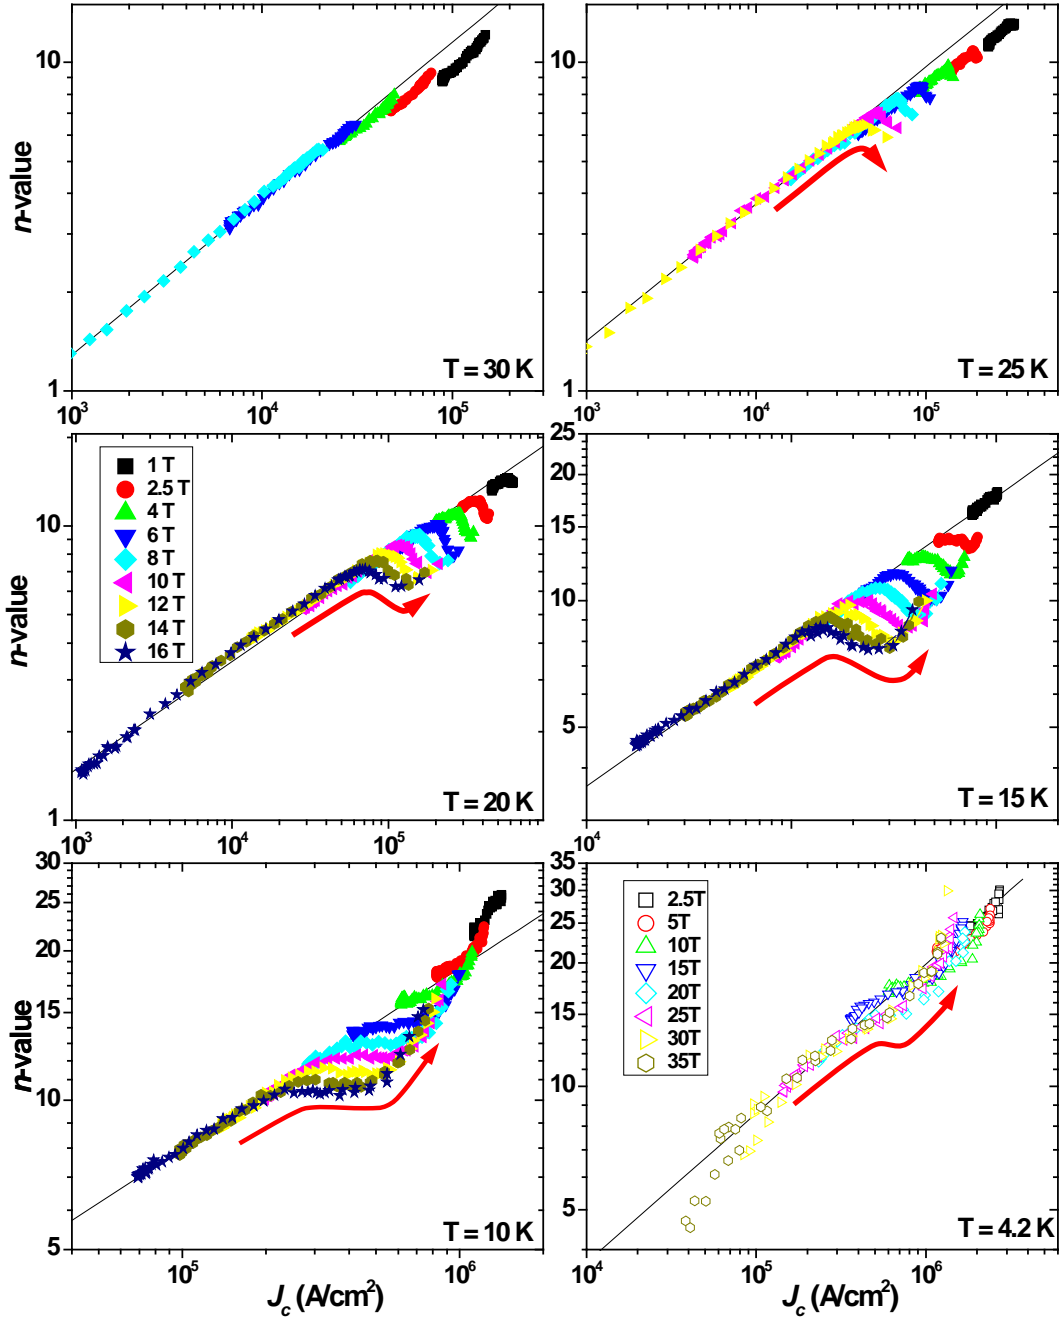 10
1
n-value
T = 30 K
10³
10⁴
10⁵
10
1
T = 25 K
10³
10⁴
10⁵
10
1
n-value
1 T
2.5 T
4 T
6 T
8 T
10 T
12 T
14 T
16 T
T = 20 K
10³
10⁴
10⁵
25
20
15
10
5
T = 15 K
10⁴
30
25
20
15
10
5
n-value
T = 10 K
10⁵
10⁶
J_c (A/cm²)
35
30
25
20
15
10
5
2.5T
5T
10T
15T
20T
25T
30T
35T
T = 4.2 K
10⁵
10⁶
J_c (A/cm²)